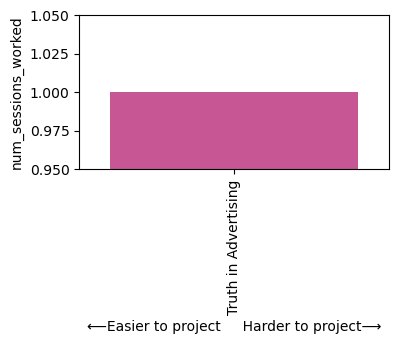 1.050
1.025
1.000
0.975
0.950
num_sessions_worked
Truth in Advertising
⟵Easier to project     Harder to project⟶